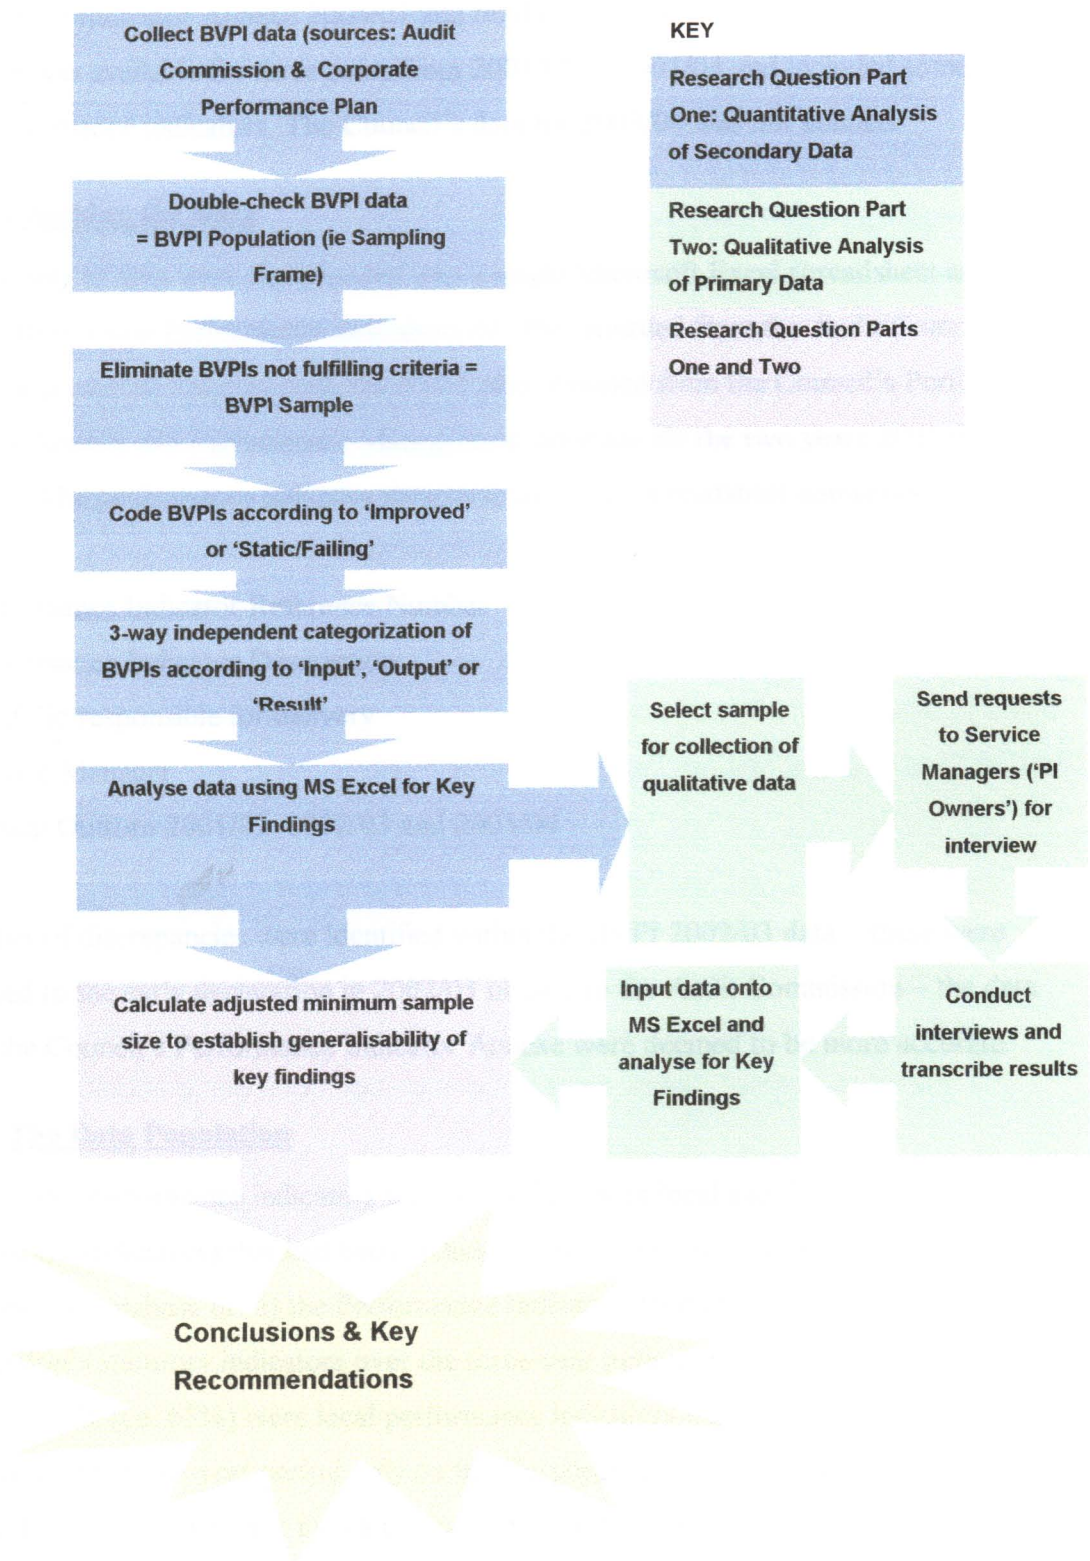 Collect BVPI data (sources: Audit
Commission & Corporate
Performance Plan
Double-check BVPI data
= BVPI Population (ie Sampling
Frame)
Eliminate BVPIs not fulfilling criteria =
BVPI Sample
Code BVPIs according to ‘Improved’
or ‘Static/Failing’
3-way independent categorization of
BVPIs according to ‘Input’, ‘Output’ or
‘Result’
Analyse data using MS Excel for Key
Findings
Select sample
for collection of
qualitative data
Send requests
to Service
Managers (‘PI
Owners’) for
interview
Conduct
interviews and
transcribe results
Input data onto
MS Excel and
analyse for Key
Findings
Calculate adjusted minimum sample
size to establish generalisability of
key findings
Conclusions & Key
Recommendations
KEY
Research Question Part
One: Quantitative Analysis
of Secondary Data
Research Question Part
Two: Qualitative Analysis
of Primary Data
Research Question Parts
One and Two